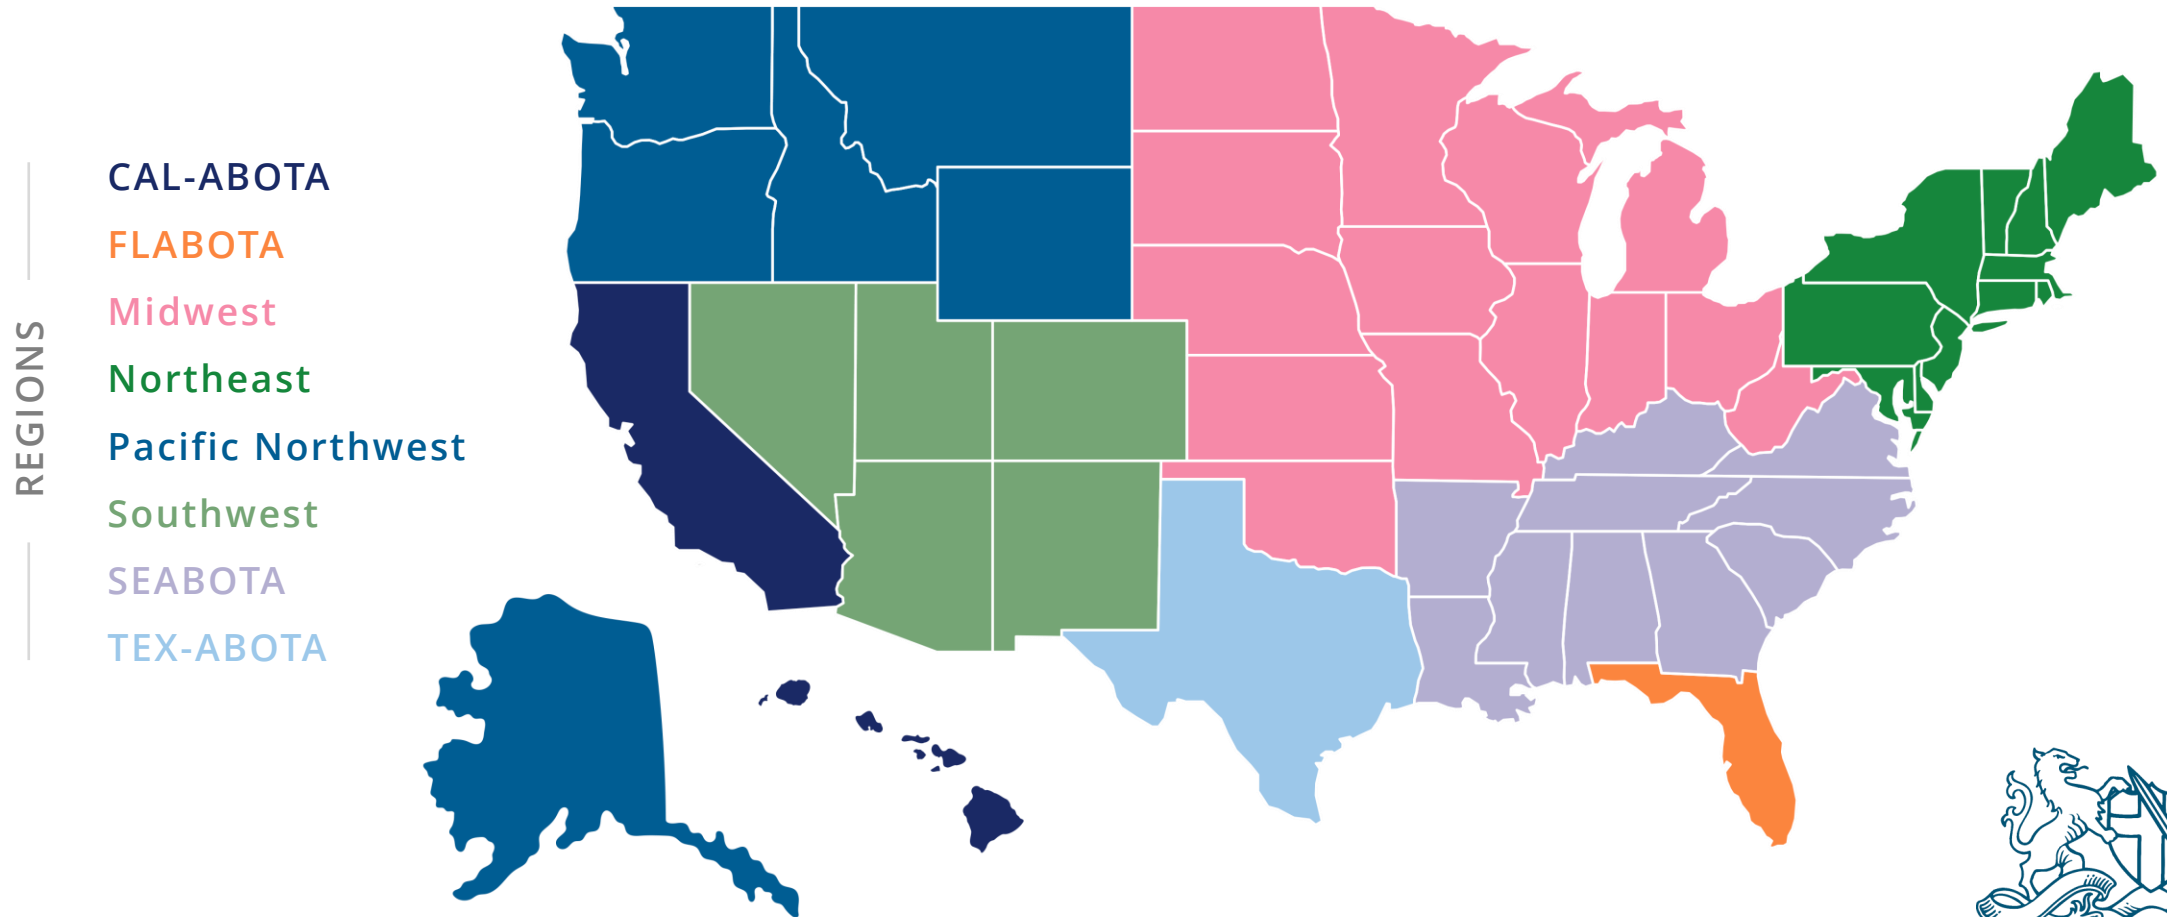 REGIONS
CAL-ABOTA
FLABOTA
Midwest
Northeast
Pacific Northwest
Southwest
SEABOTA
TEX-ABOTA